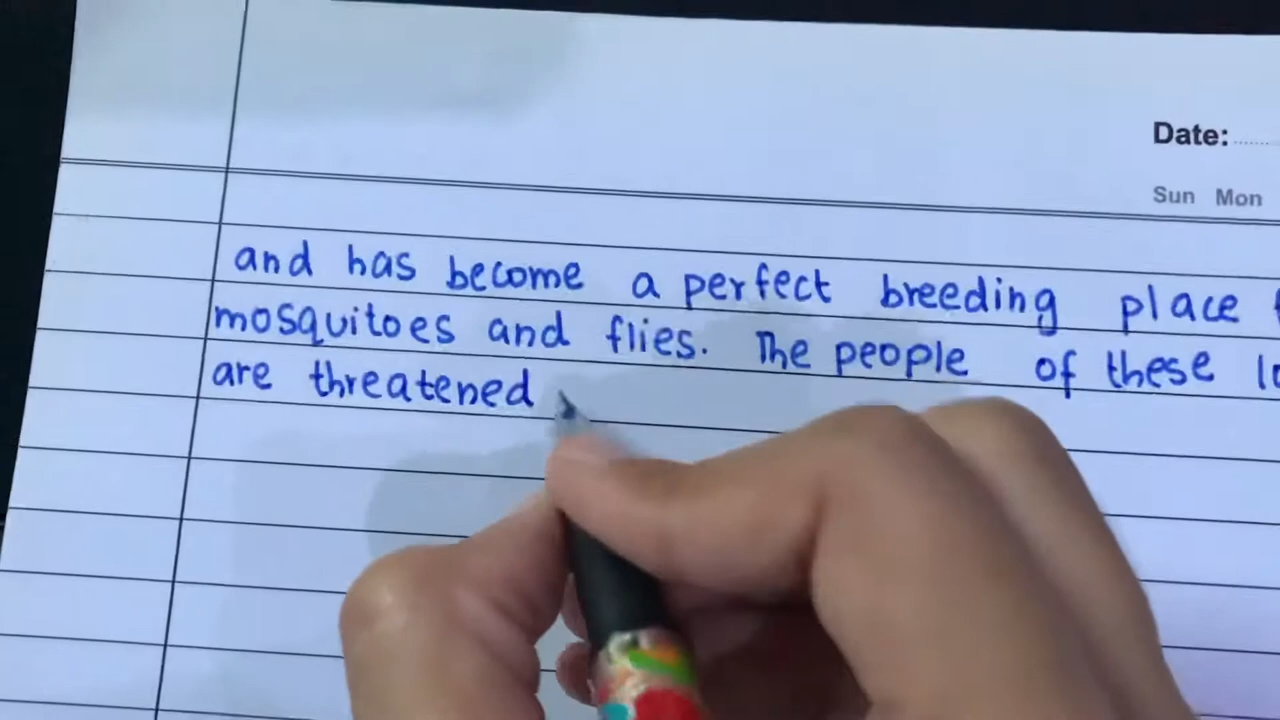 Date:
Sun Mon
and has become a perfect breeding place
mosquitoes and flies. The people of these
are threatened